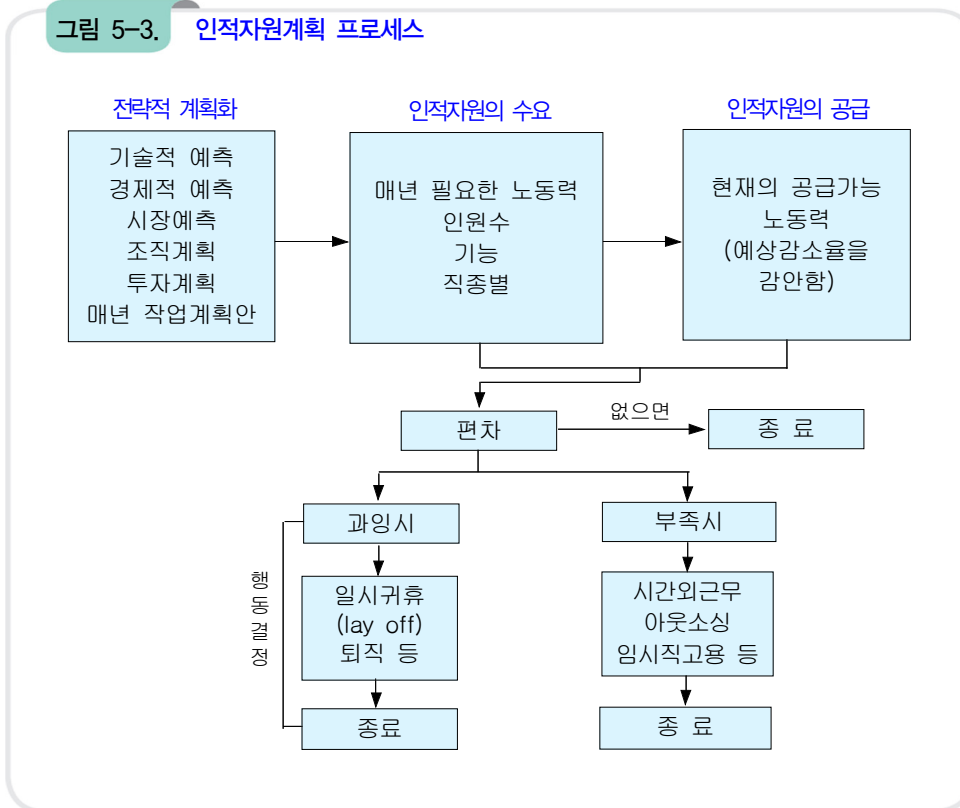 그림 5-3. 인적자원계획 프로세스
전략적 계획화
기술적 예측
경제적 예측
시장예측
조직계획
투자계획
매년 작업계획안
인적자원의 수요
매년 필요한 노동력
인원수
기능
직종별
인적자원의 공급
현재의 공급가능
노동력
(예상감소율을
감안함)
편차
없으면
종 료
과잉시
부족시
행동결정
일시귀휴
(lay off)
퇴직 등
시간외근무
아웃소싱
임시직고용 등
종료
종 료